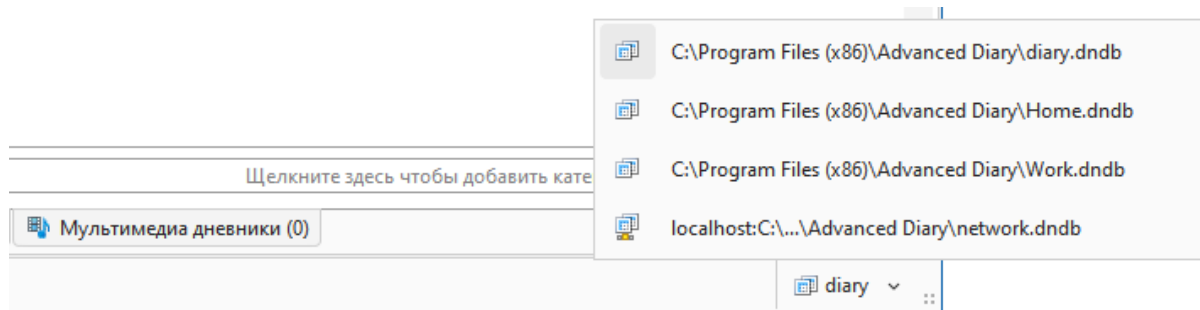 C:\Program Files (x86)\Advanced Diary\diary.dndb
C:\Program Files (x86)\Advanced Diary\Home.dndb
C:\Program Files (x86)\Advanced Diary\Work.dndb
localhost:C:\...\Advanced Diary\network.dndb
Щелкните здесь чтобы добавить кате
Мультимедиа дневники (0)
diary